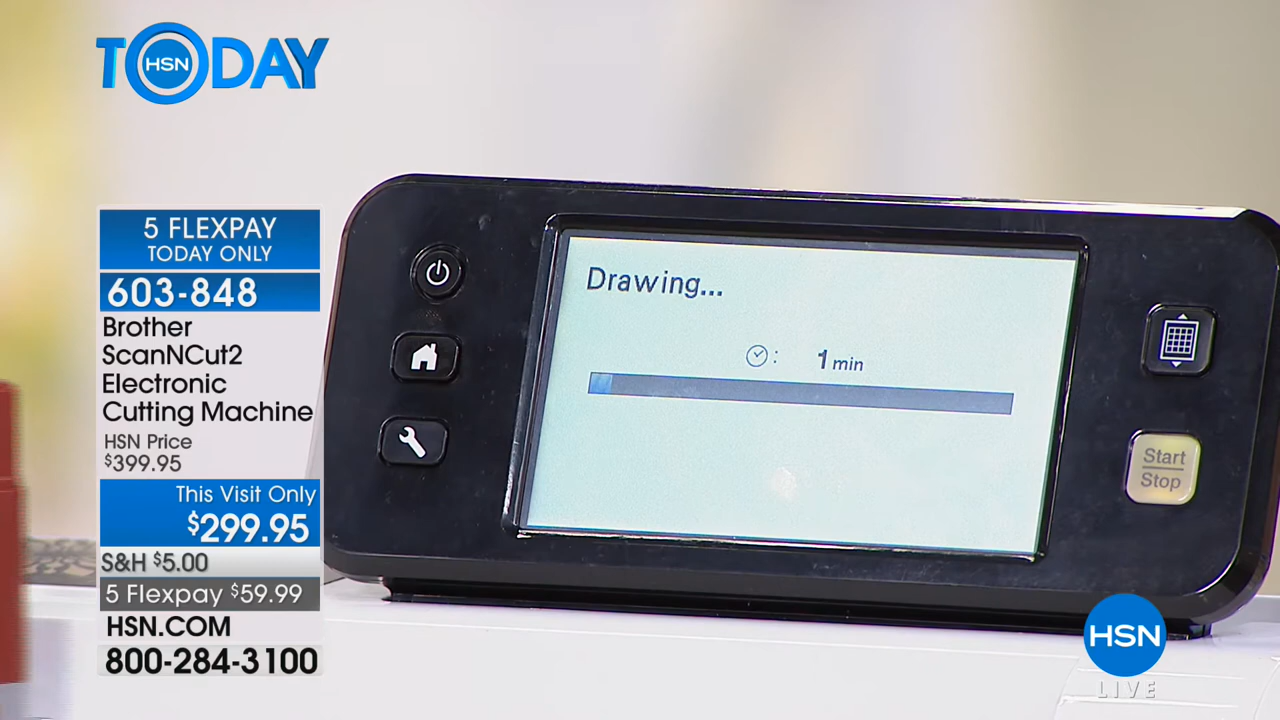 TODAY
HSN
5 FLEXPAY
TODAY ONLY
603-848
Brother
ScanNCut2
Electronic
Cutting Machine
HSN Price
$399.95
This Visit Only
$299.95
S&H $5.00
5 Flexpay $59.99
HSN.COM
800-284-3100
Drawing...
: 1 min
Start
Stop
HSN
LIVE